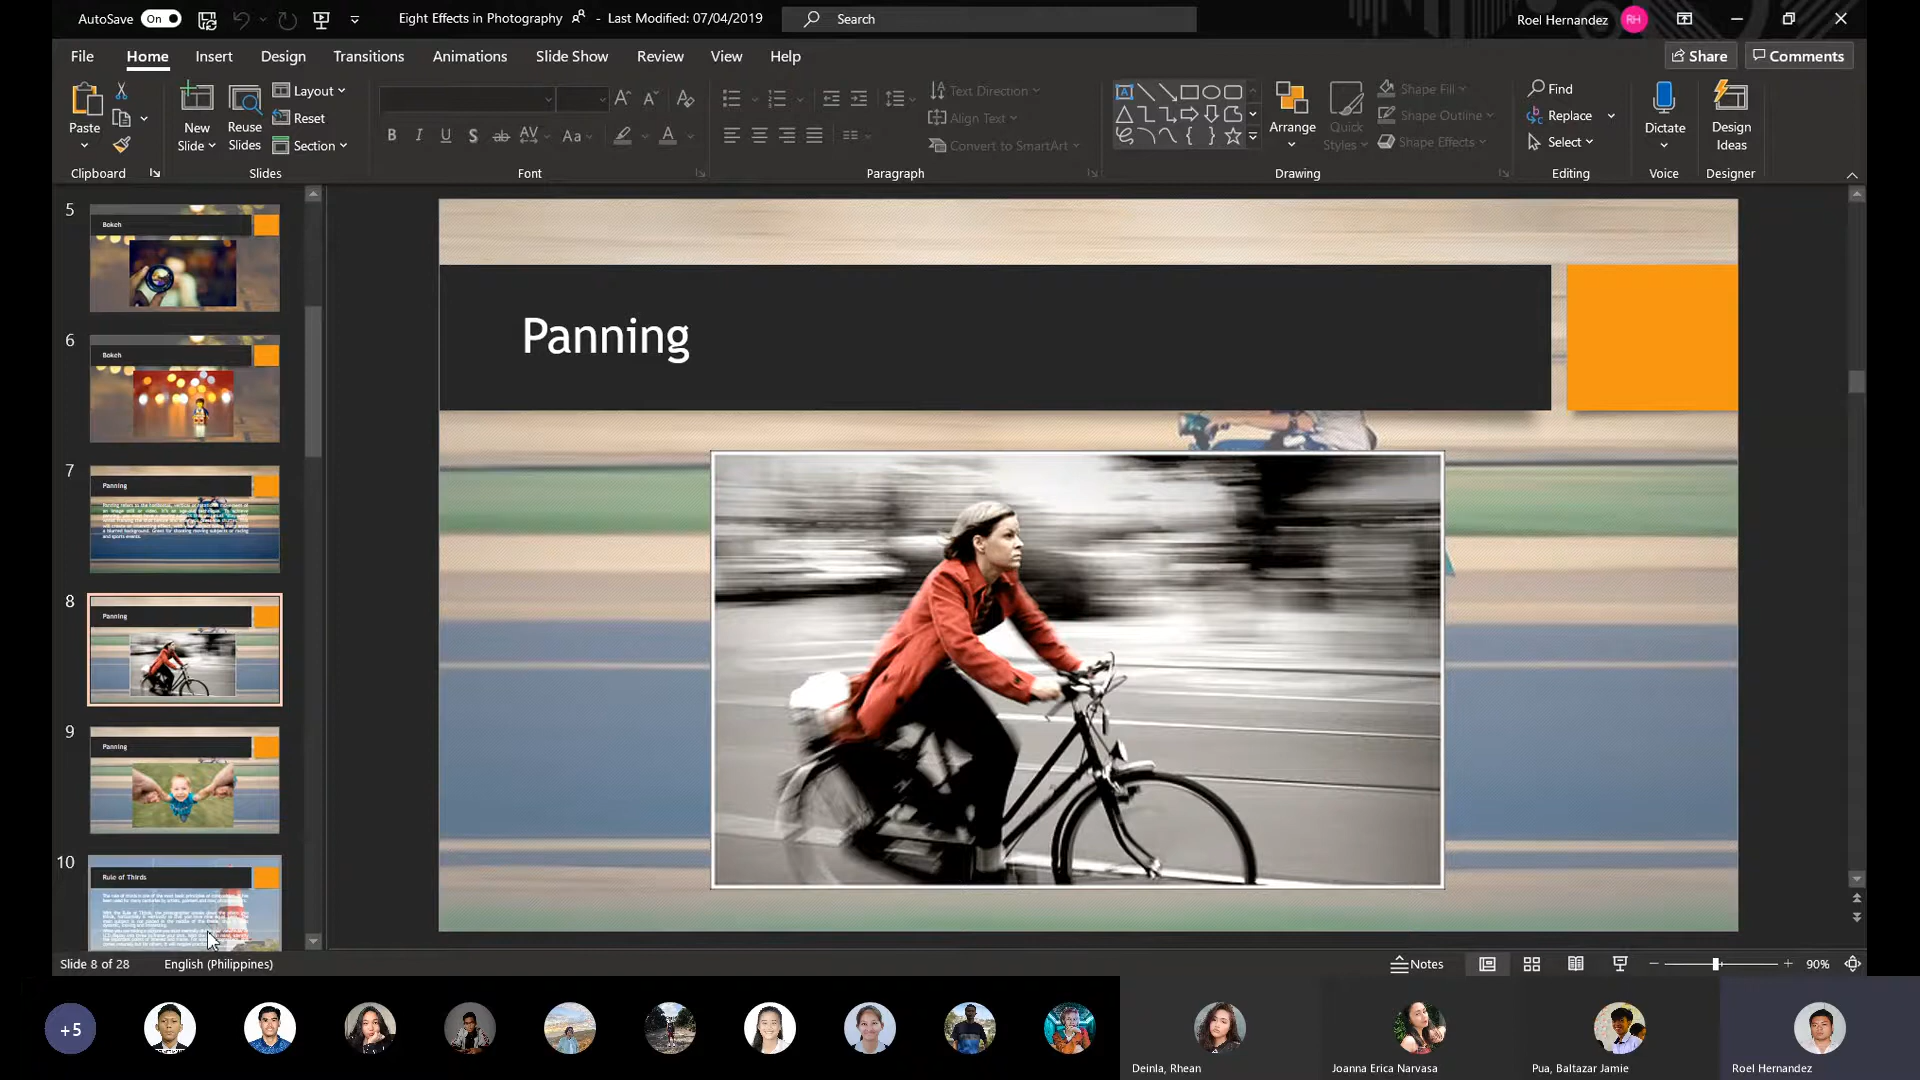 AutoSave On Eight Effects in Photography - Last Modified: 07/04/2019 Search Roel Hernandez RH
File Home Insert Design Transitions Animations Slide Show Review View Help Share Comments
Paste
New Slide
Reuse Slides
Layout
Reset
Section
Text Direction
Align Text
Convert to SmartArt
Arrange
Quick Styles
Shape Fill
Shape Outline
Shape Effects
Find
Replace
Select
Dictate
Design Ideas
Clipboard Slides Font Paragraph Drawing Editing Voice Designer
5
Bokeh
6
Bokeh
7
Panning
8
Panning
9
Panning
10
Rule of Thirds
Panning
Slide 8 of 28 English (Philippines) Notes 90%
+5
Deinla, Rhean Joanna Erica Narvasa Pua, Baltazar Jamie Roel Hernandez